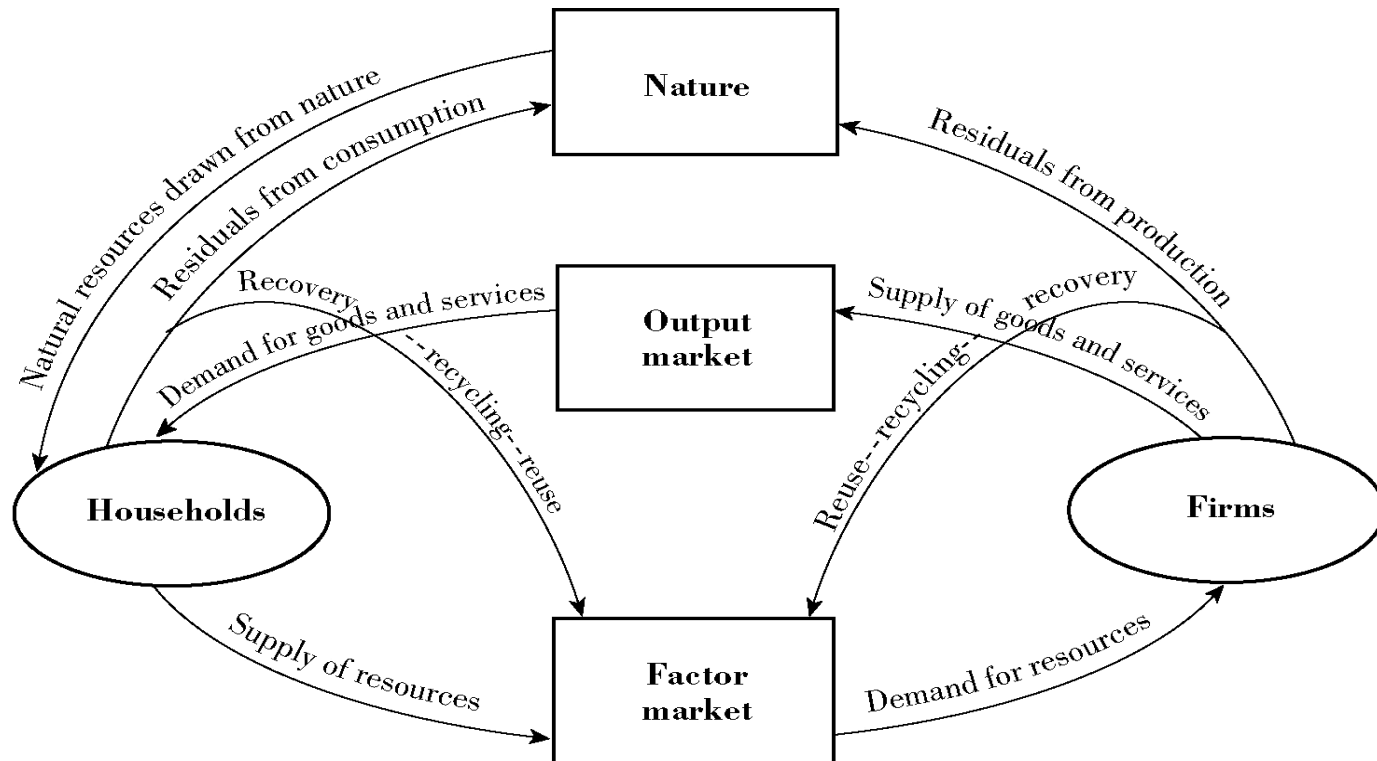 Nature
Natural resources drawn from nature
Residuals from consumption
Residuals from production
Recovery---recycling--reuse
Demand for goods and services
Output
market
Supply of goods and services
Reuse--recycling--recovery
Households
Firms
Supply of resources
Factor
market
Demand for resources